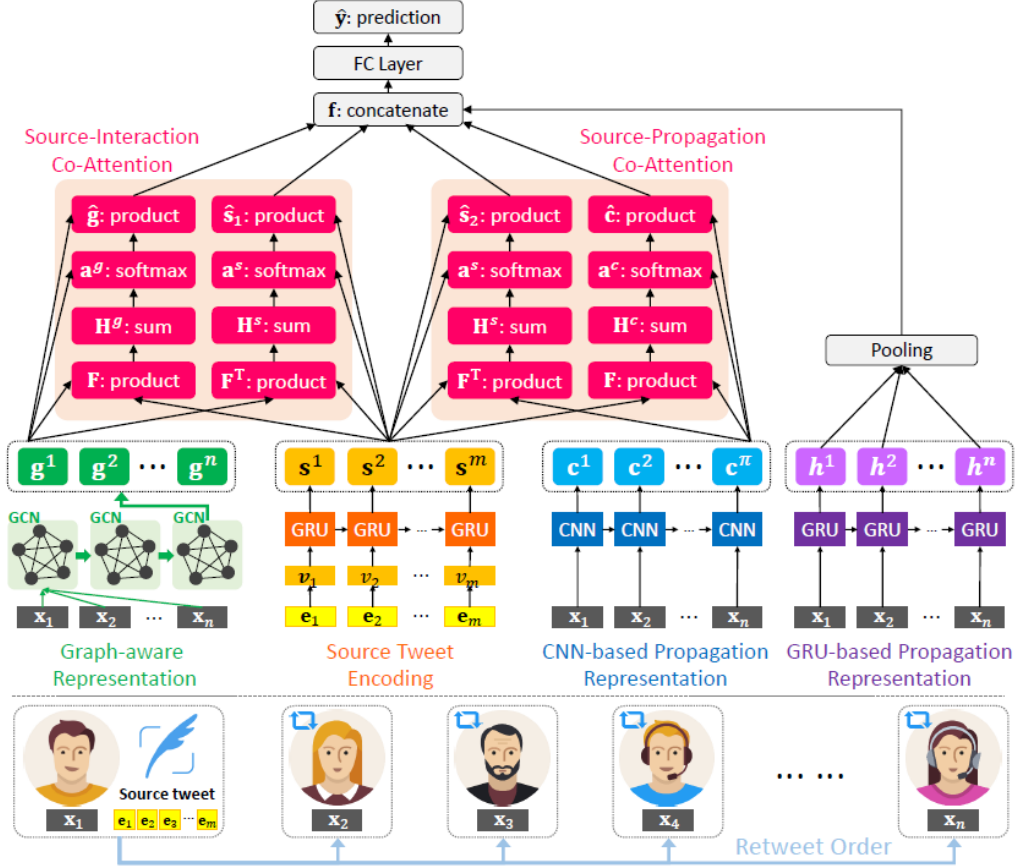 ŷ: prediction
FC Layer
f: concatenate
Source-Interaction
Co-Attention
Source-Propagation
Co-Attention
ĝ: product
ŝ₁: product
ŝ₂: product
ĉ: product
aᵍ: softmax
aˢ: softmax
aˢ: softmax
aᶜ: softmax
Hᵍ: sum
Hˢ: sum
Hˢ: sum
Hᶜ: sum
F: product
Fᵀ: product
Fᵀ: product
F: product
Pooling
g¹ g² ··· gⁿ
s¹ s² ··· sᵐ
c¹ c² ··· c^π
h¹ h² ··· hⁿ
GCN GCN GCN
GRU GRU ... GRU
CNN CNN ... CNN
GRU GRU ... GRU
v₁ v₂ ... vₘ
x₁ x₂ ... xₙ
e₁ e₂ ... eₘ
x₁ x₂ ... xₙ
x₁ x₂ ... xₙ
Graph-aware
Representation
Source Tweet
Encoding
CNN-based Propagation
Representation
GRU-based Propagation
Representation
Source tweet
e₁ e₂ e₃ ... eₘ
x₁
x₂
x₃
x₄
... ...
xₙ
Retweet Order